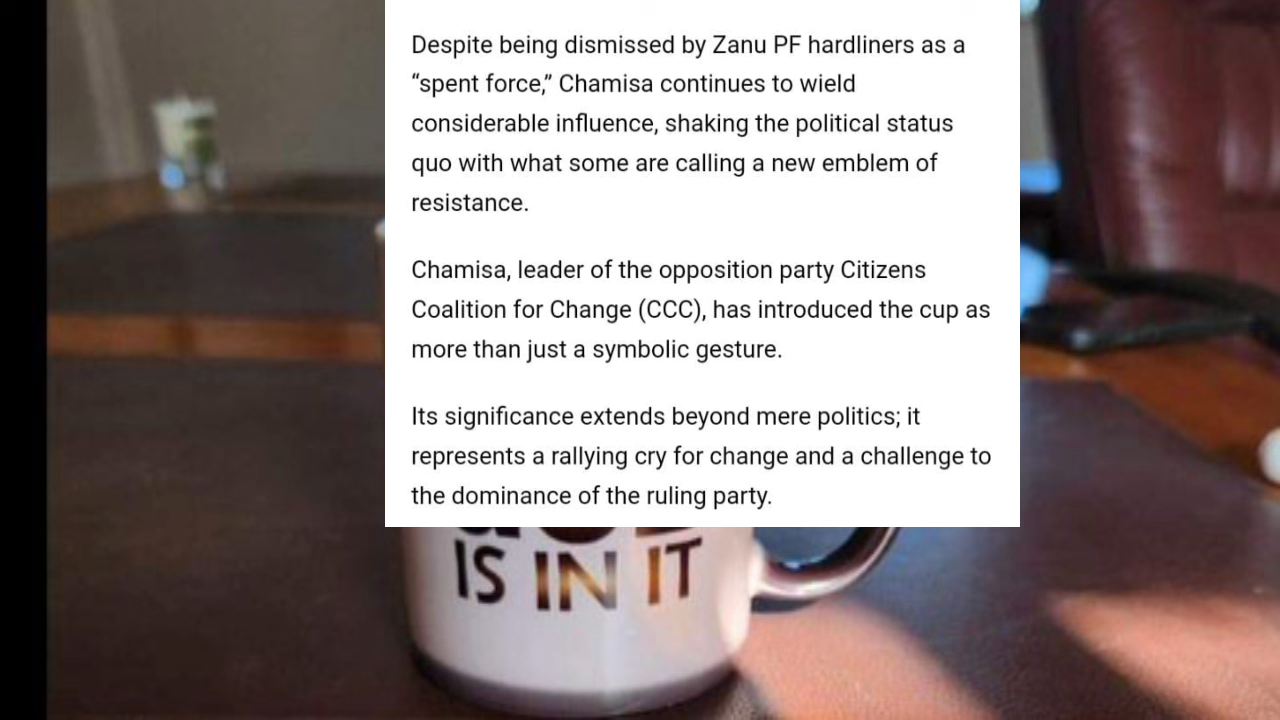 Despite being dismissed by Zanu PF hardliners as a
“spent force,” Chamisa continues to wield
considerable influence, shaking the political status
quo with what some are calling a new emblem of
resistance.
Chamisa, leader of the opposition party Citizens
Coalition for Change (CCC), has introduced the cup as
more than just a symbolic gesture.
Its significance extends beyond mere politics; it
represents a rallying cry for change and a challenge to
the dominance of the ruling party.
IS IN IT